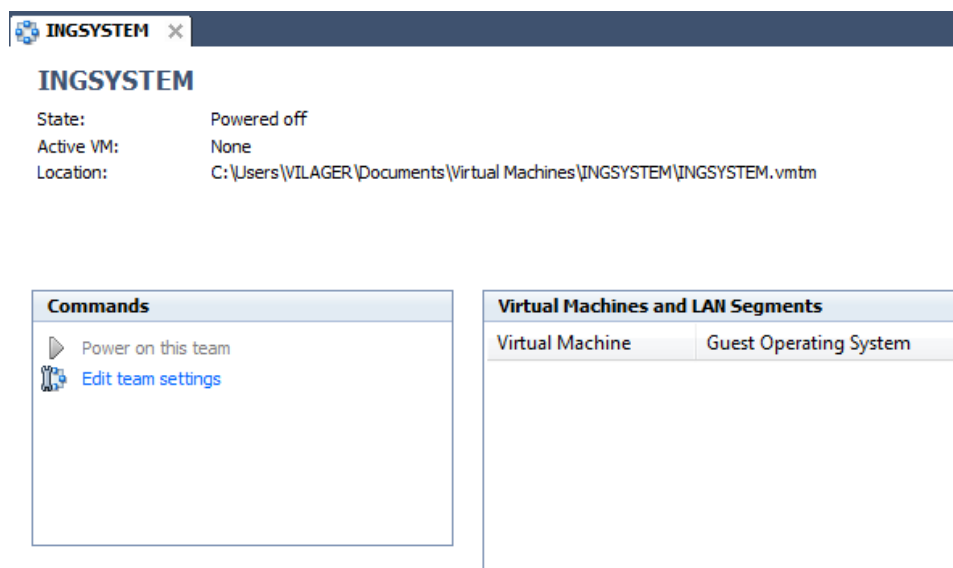 INGSYSTEM
INGSYSTEM
State: Powered off
Active VM: None
Location: C:\Users\VILAGER\Documents\Virtual Machines\INGSYSTEM\INGSYSTEM.vmtm
Commands
Power on this team
Edit team settings
Virtual Machines and LAN Segments
Virtual Machine Guest Operating System